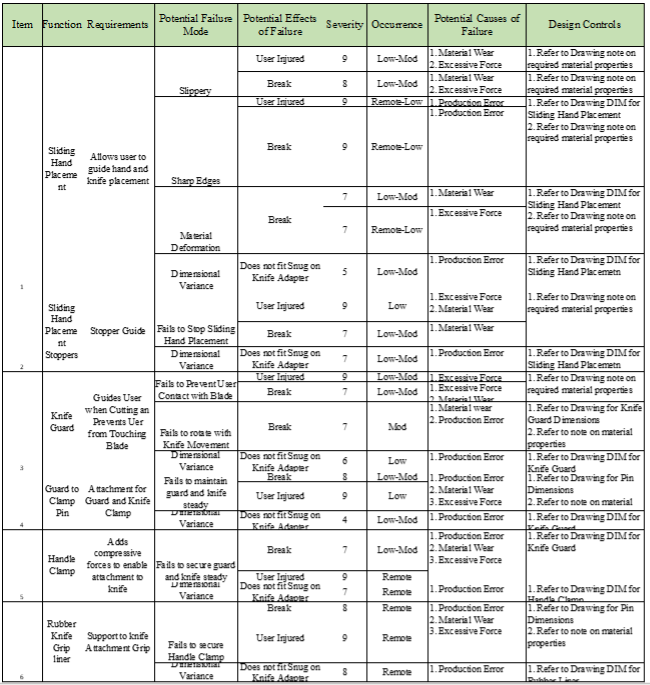 Item Function Requirements Potential Failure Mode Potential Effects of Failure Severity Occurrence Potential Causes of Failure Design Controls
1
Sliding
Hand
Placeme
nt
Allows user to
guide hand and
knife placement
Slippery
User Injured 9 Low-Mod
1. Material Wear
2. Excessive Force
1. Refer to Drawing note on
required material properties
Break 8 Low-Mod
1. Material Wear
2. Excessive Force
1. Refer to Drawing note on
required material properties
Sharp Edges
User Injured 9 Remote-Low 1. Production Error
Break 9 Remote-Low 1. Production Error
1. Refer to Drawing DIM for
Sliding Hand Placement
2. Refer to Drawing note on
required material properties
Material
Deformation
Break
7 Low-Mod 1. Material Wear
7 Remote-Low 1. Excessive Force
1. Refer to Drawing DIM for
Sliding Hand Placement
2. Refer to Drawing note on
required material properties
Dimensional
Variance
Does not fit Snug on
Knife Adapter
5 Low-Mod 1. Production Error
1. Refer to Drawing DIM for
Sliding Hand Placemetn
2
Sliding
Hand
Placeme
nt
Stoppers
Stopper Guide
Fails to Stop Sliding
Hand Placement
User Injured 9 Low
1. Excessive Force
2. Material Wear
1. Refer to Drawing note on
required material properties
Break 7 Low-Mod 1. Material Wear
Dimensional
Variance
Does not fit Snug on
Knife Adapter
7 Low-Mod 1. Production Error
1. Refer to Drawing DIM for
Sliding Hand Placemetn
3
Knife
Guard
Guides User
when Cutting an
Prevents Uer
from Touching
Blade
Fails to Prevent User
Contact with Blade
User Injured 9 Low-Mod 1. Excessive Force
Break 7 Low-Mod
1. Excessive Force
2. Material Wear
1. Refer to Drawing note on
required material properties
Fails to rotate with
Knife Movement
Break 7 Mod
1. Material wear
2. Production Error
1. Refer to Drawing for Knife
Guard Dimensions
2. Refer to note on material
properties
Dimensional
Variance
Does not fit Snug on
Knife Adapter
6 Low 1. Production Error
1. Refer to Drawing DIM for
Knife Guard
4
Guard to
Clamp
Pin
Attachment for
Guard and Knife
Clamp
Fails to maintain
guard and knife
steady
Break 8 Low-Mod
User Injured 9 Low
1. Production Error
2. Material Wear
3. Excessive Force
1. Refer to Drawing for Pin
Dimensions
2. Refer to note on material
Dimensional
Variance
Does not fit Snug on
Knife Adapter
4 Low-Mod 1. Production Error
1. Refer to Drawing DIM for
Knife Guard
5
Handle
Clamp
Adds
compressive
forces to enable
attachment to
knife
Fails to secure guard
and knife steady
Break 7 Low-Mod
User Injured 9 Remote
1. Production Error
2. Material Wear
3. Excessive Force
1. Refer to Drawing DIM for
Knife Guard
Dimensional
Variance
Does not fit Snug on
Knife Adapter
7 Remote 1. Production Error
1. Refer to Drawing DIM for
Handle Clamp
6
Rubber
Knife
Grip
liner
Support to knife
Attachment Grip
Fails to secure
Handle Clamp
Break 8 Remote
User Injured 9 Remote
1. Production Error
2. Material Wear
3. Excessive Force
1. Refer to Drawing for Pin
Dimensions
2. Refer to note on material
properties
Dimensional
Variance
Does not fit Snug on
Knife Adapter
8 Remote 1. Production Error
1. Refer to Drawing DIM for
Rubber Liner